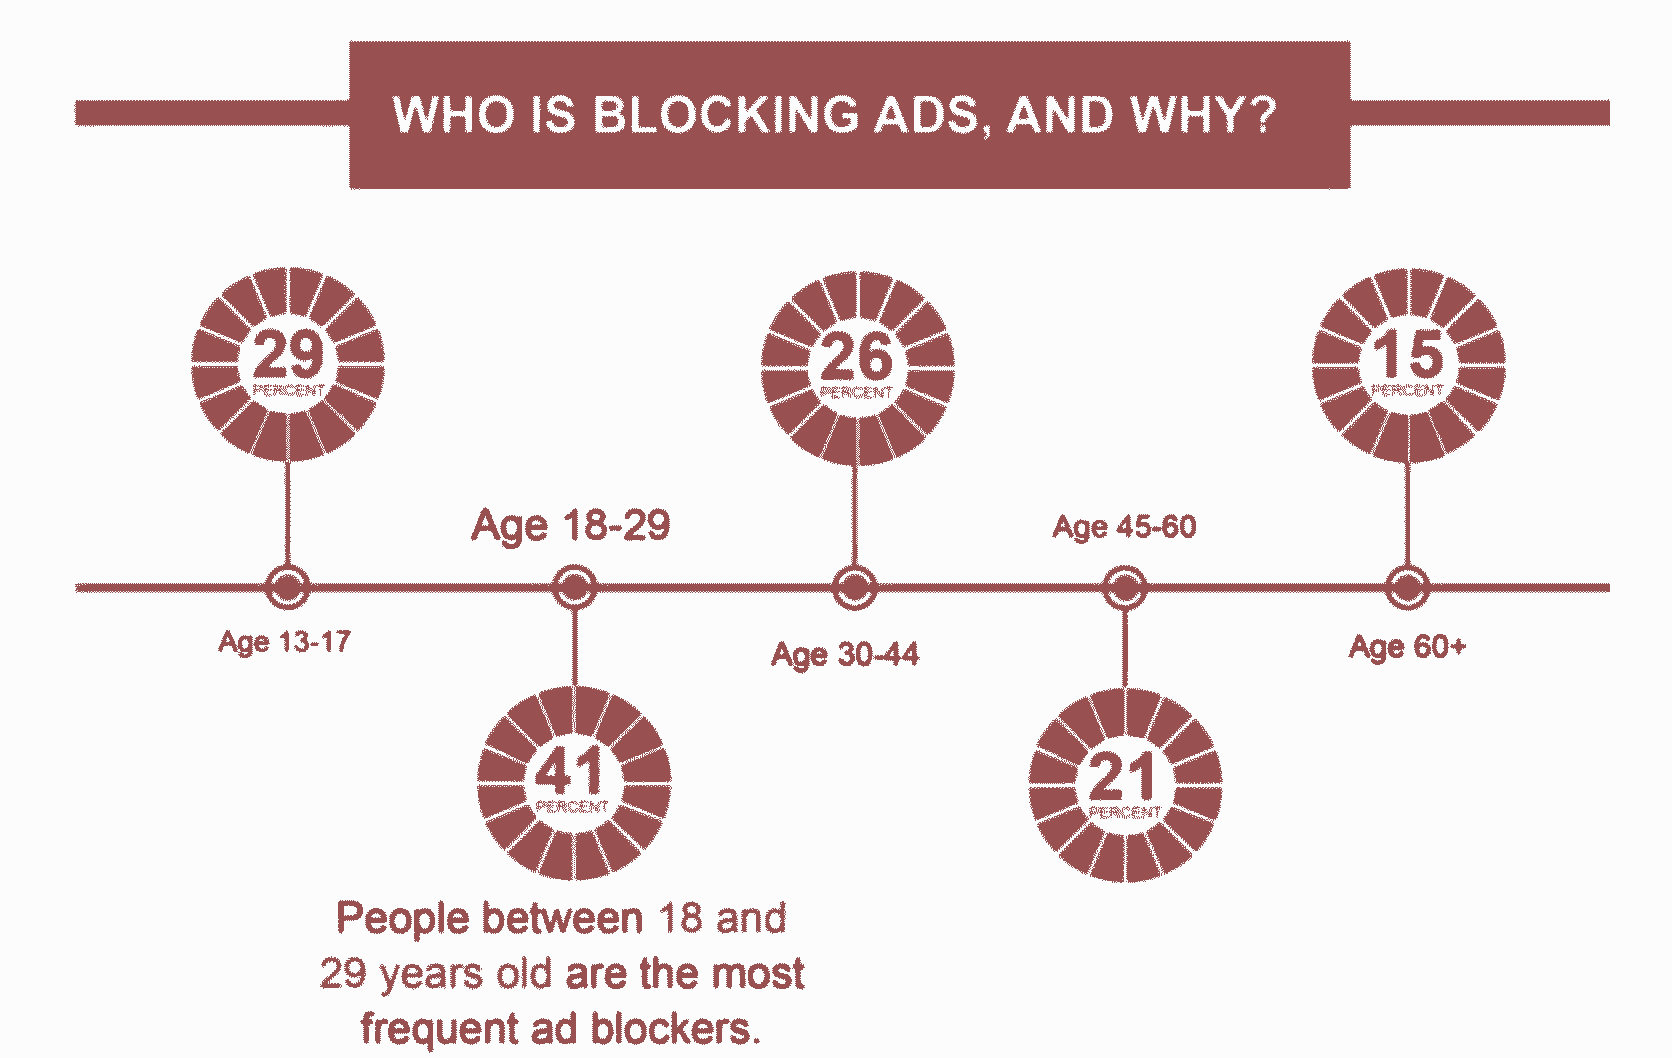 WHO IS BLOCKING ADS, AND WHY?
29
PERCENT
Age 13-17
Age 18-29
41
PERCENT
People between 18 and
29 years old are the most
frequent ad blockers.
26
PERCENT
Age 30-44
Age 45-60
21
PERCENT
15
PERCENT
Age 60+